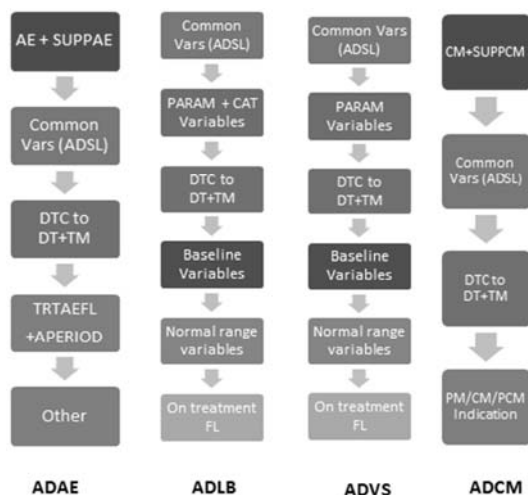 AE + SUPPAE
Common
Vars (ADSL)
DTC to
DT+TM
TRTAEFL
+APERIOD
Other
ADAE
Common
Vars (ADSL)
PARAM + CAT
Variables
DTC to
DT+TM
Baseline
Variables
Normal range
variables
On treatment
FL
ADLB
Common Vars
(ADSL)
PARAM
Variables
DTC to
DT+TM
Baseline
Variables
Normal range
variables
On treatment
FL
ADVS
CM+SUPPCM
Common
Vars (ADSL)
DTC to
DT+TM
PM/CM/PCM
Indication
ADCM